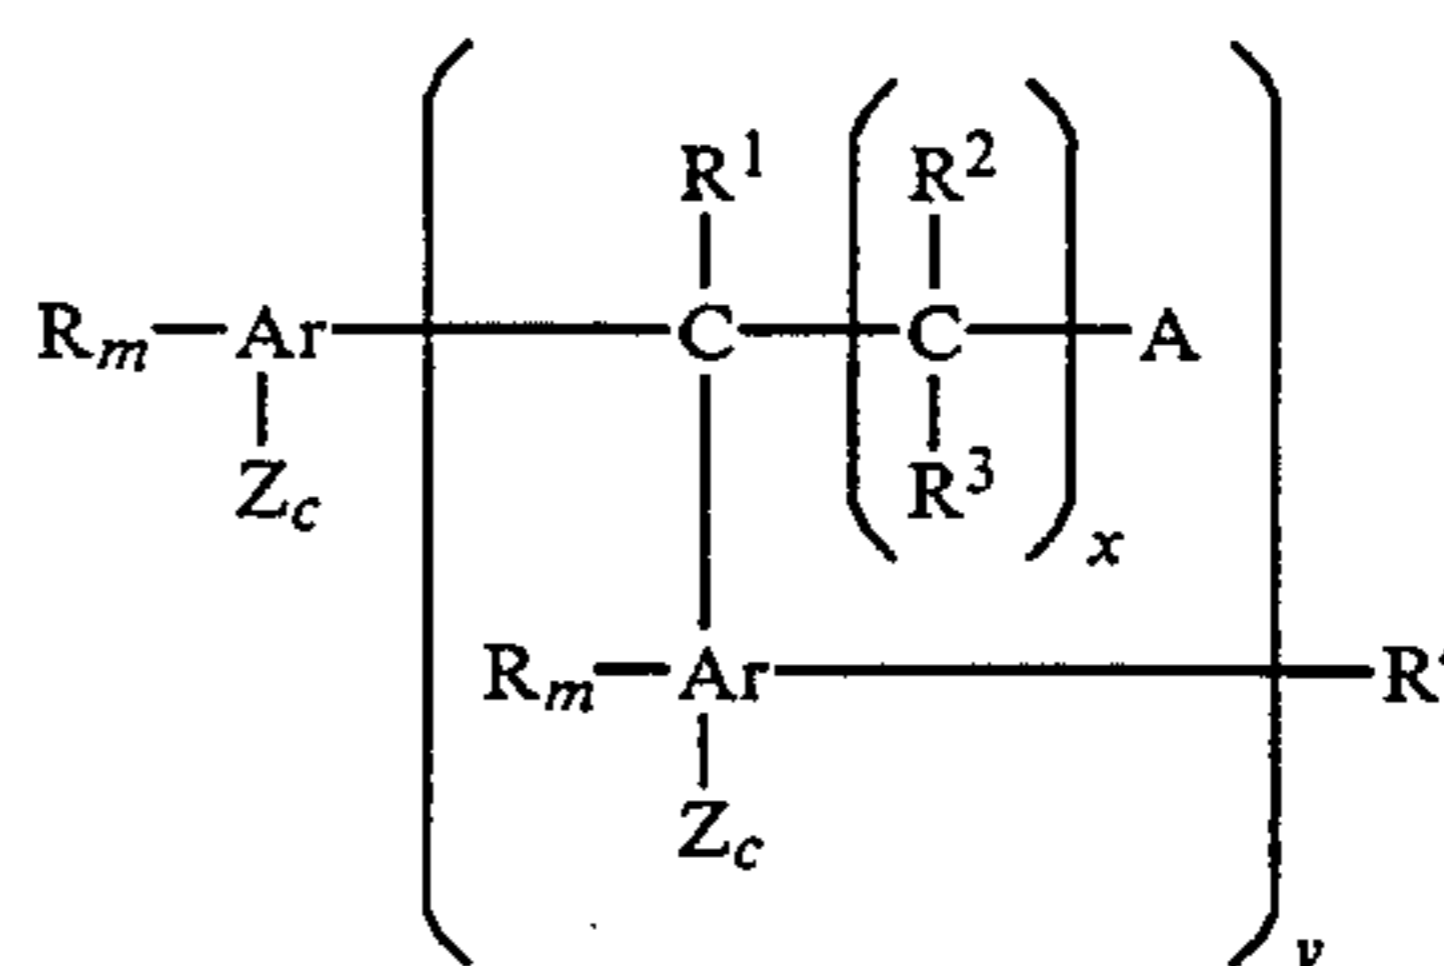 R¹ R²
Rm—Ar—C—C—A
Zc R³ x
Rm—Ar—R
Zc
y